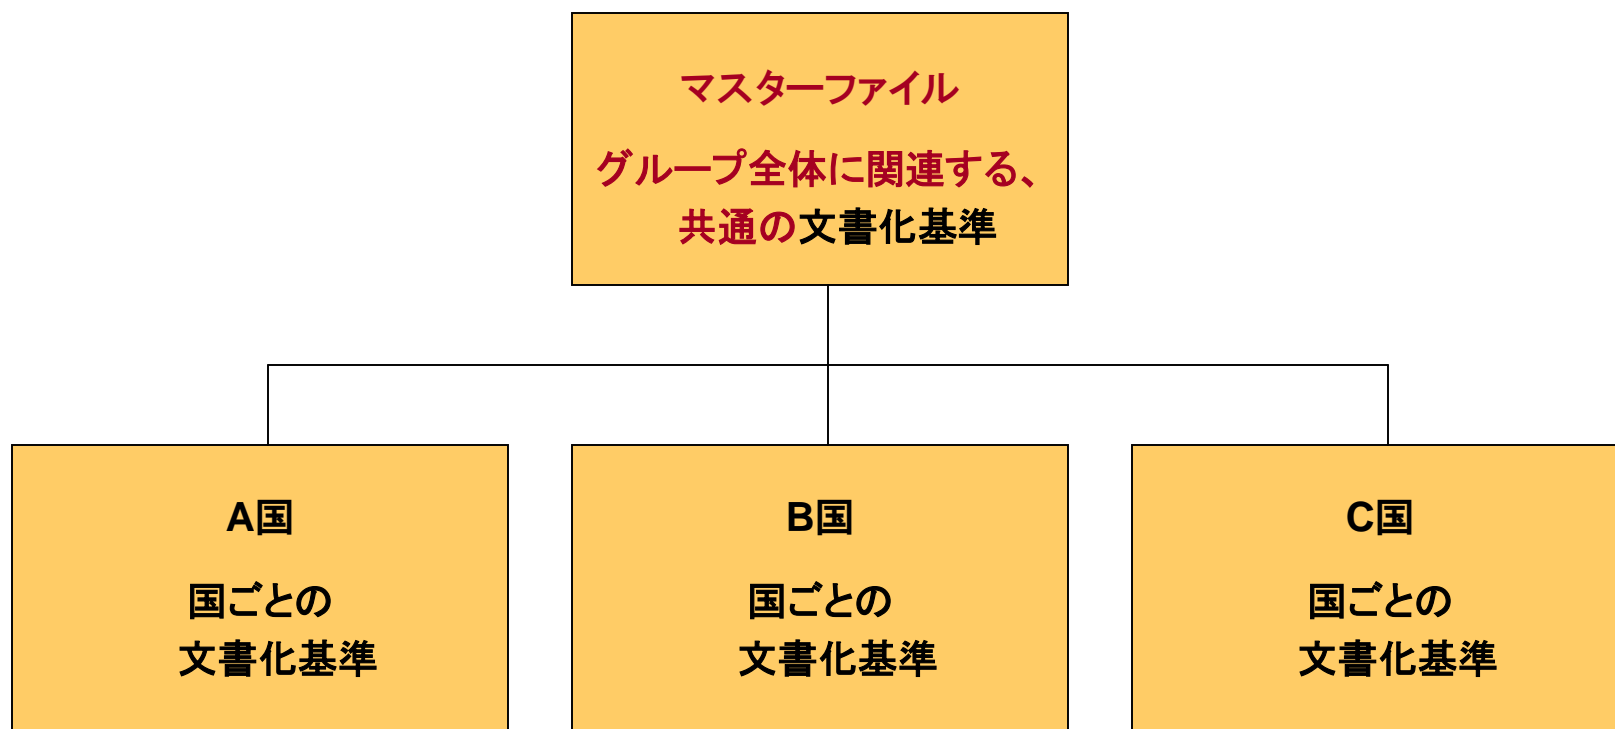 マスターファイル
グループ全体に関連する、
共通の文書化基準
A国
国ごとの
文書化基準
B国
国ごとの
文書化基準
C国
国ごとの
文書化基準